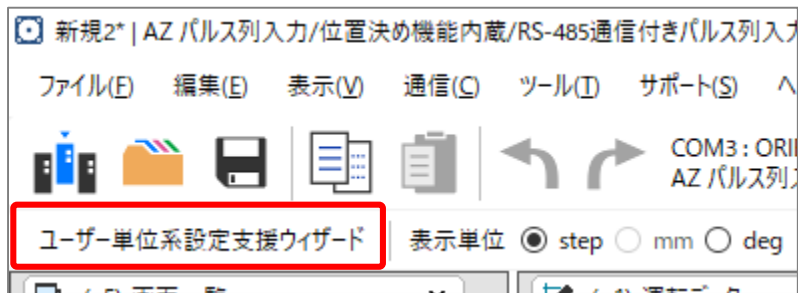 新規2* | AZ パルス列入力/位置決め機能内蔵/RS-485通信付きパルス列入力
ファイル(F) 編集(E) 表示(V) 通信(C) ツール(T) サポート(S) ヘ
COM3 : ORI
AZ パルス列
ユーザー単位系設定支援ウィザード 表示単位 step mm deg